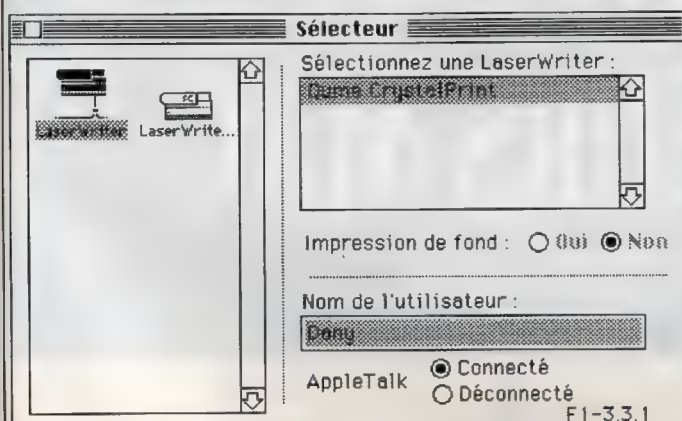 Sélecteur
Sélectionnez une LaserWriter :
Qume CrystalPrint
LaserWriter
LaserWrite...
Impression de fond : Oui Non
Nom de l'utilisateur :
Dany
AppleTalk
Connecté
Déconnecté
F1-3.3.1